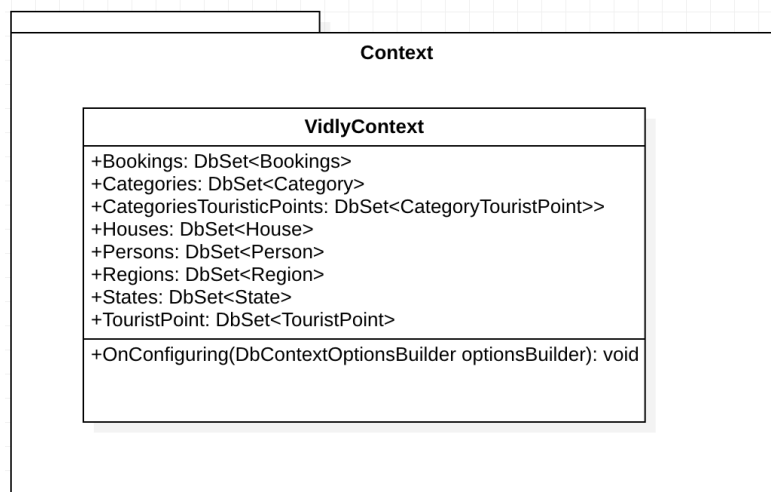 Context
VidlyContext
+Bookings: DbSet<Bookings>
+Categories: DbSet<Category>
+CategoriesTouristicPoints: DbSet<CategoryTouristPoint>>
+Houses: DbSet<House>
+Persons: DbSet<Person>
+Regions: DbSet<Region>
+States: DbSet<State>
+TouristPoint: DbSet<TouristPoint>
+OnConfiguring(DbContextOptionsBuilder optionsBuilder): void